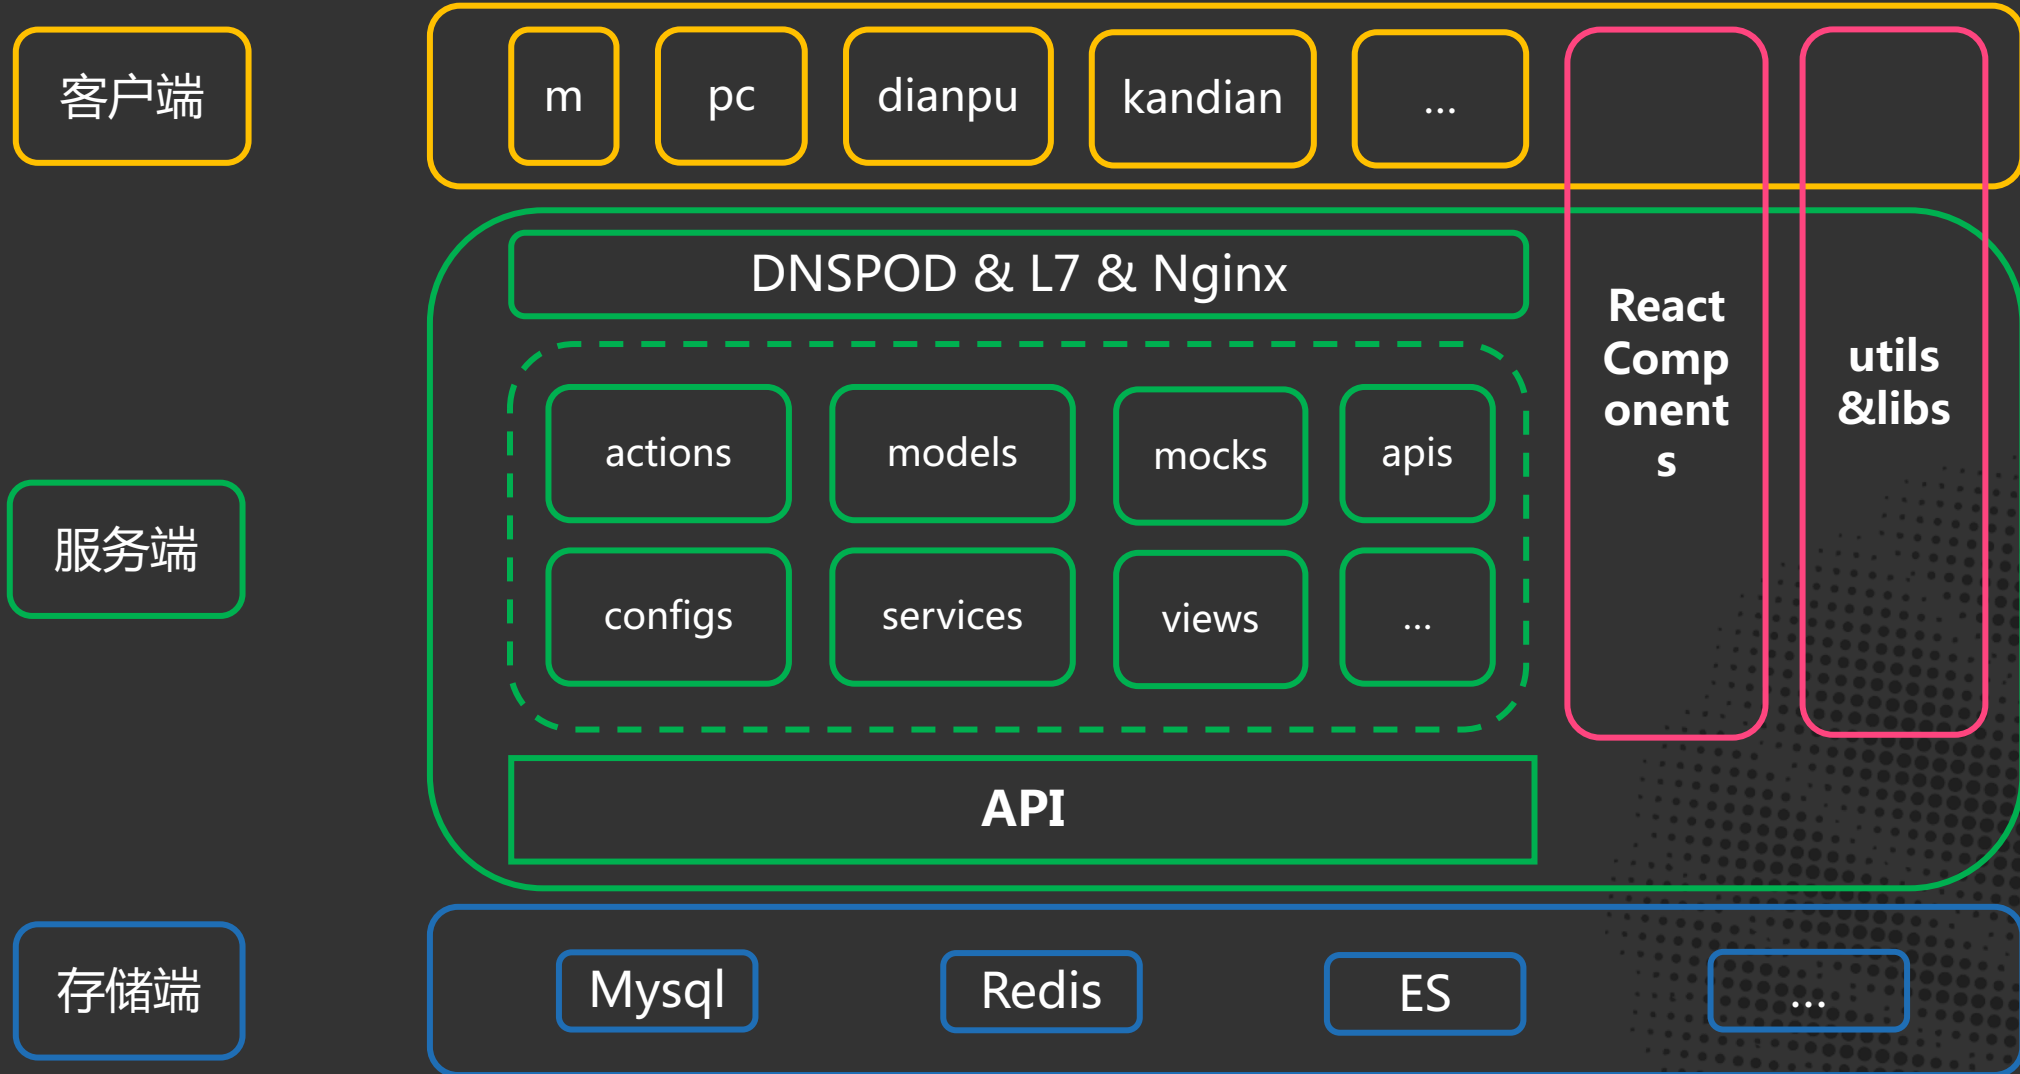 客户端
m
pc
dianpu
kandian
...
服务端
DNSPOD & L7 & Nginx
actions
models
mocks
apis
configs
services
views
...
API
React
Comp
onent
s
utils
&libs
存储端
Mysql
Redis
ES
...